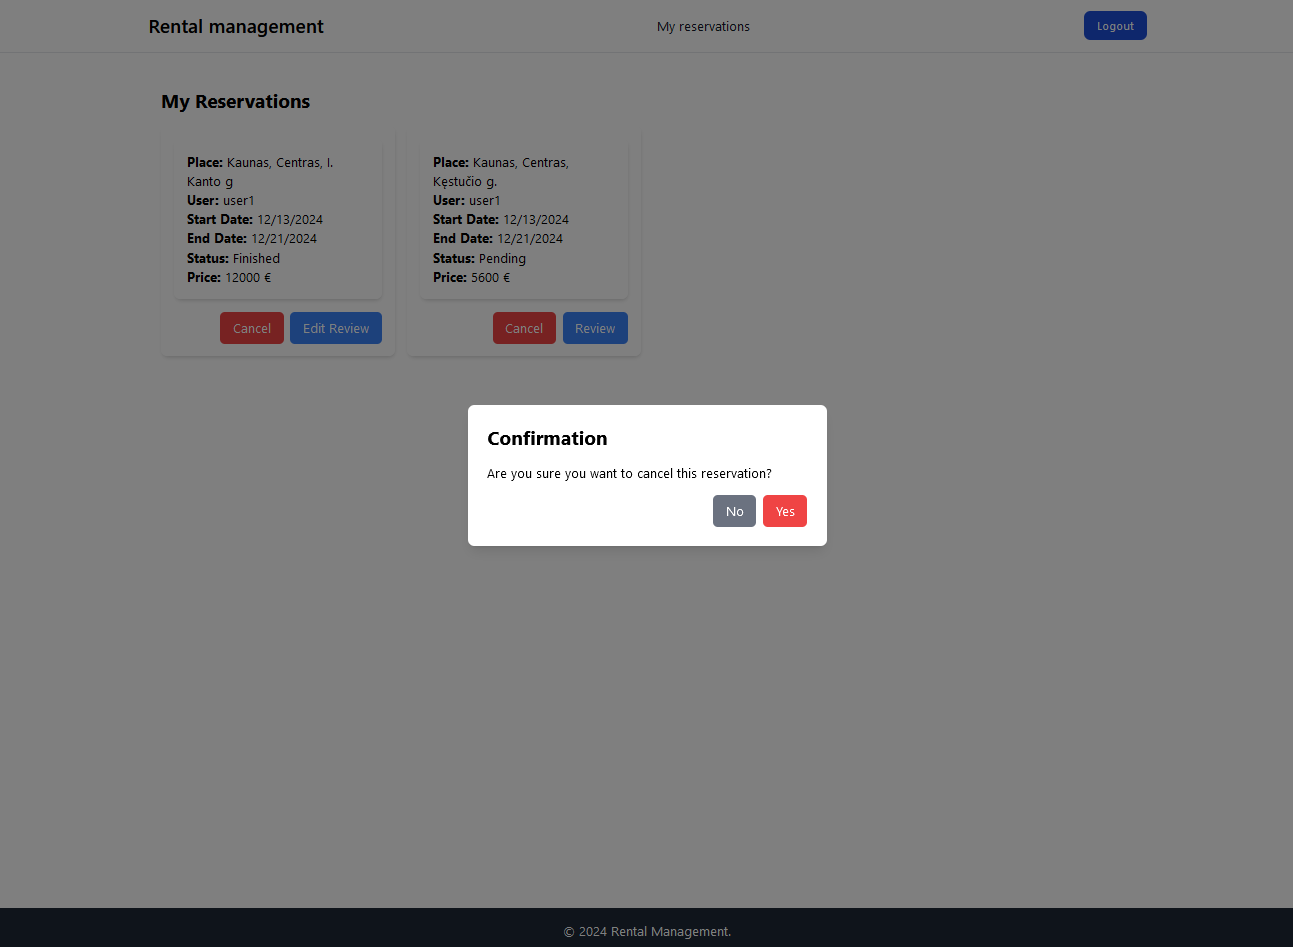 Rental management
My reservations
Logout
My Reservations
Place: Kaunas, Centras, I.
Kanto g
User: user1
Start Date: 12/13/2024
End Date: 12/21/2024
Status: Finished
Price: 12000 €
Cancel
Edit Review
Place: Kaunas, Centras,
Kęstučio g.
User: user1
Start Date: 12/13/2024
End Date: 12/21/2024
Status: Pending
Price: 5600 €
Cancel
Review
Confirmation
Are you sure you want to cancel this reservation?
No
Yes
© 2024 Rental Management.